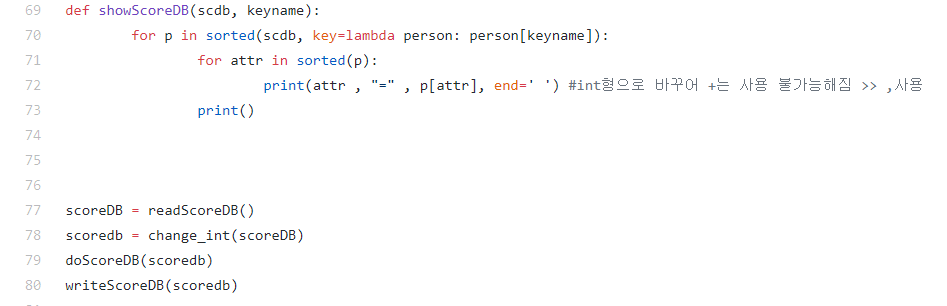 69 def showScoreDB(scdb, keyname):
70 for p in sorted(scdb, key=lambda person: person[keyname]):
71 for attr in sorted(p):
72 print(attr , "=" , p[attr], end=' ') #int형으로 바꾸어 +는 사용 불가능해짐 >> ,사용
73 print()
74
75
76
77 scoreDB = readScoreDB()
78 scoredb = change_int(scoreDB)
79 doScoreDB(scoredb)
80 writeScoreDB(scoredb)